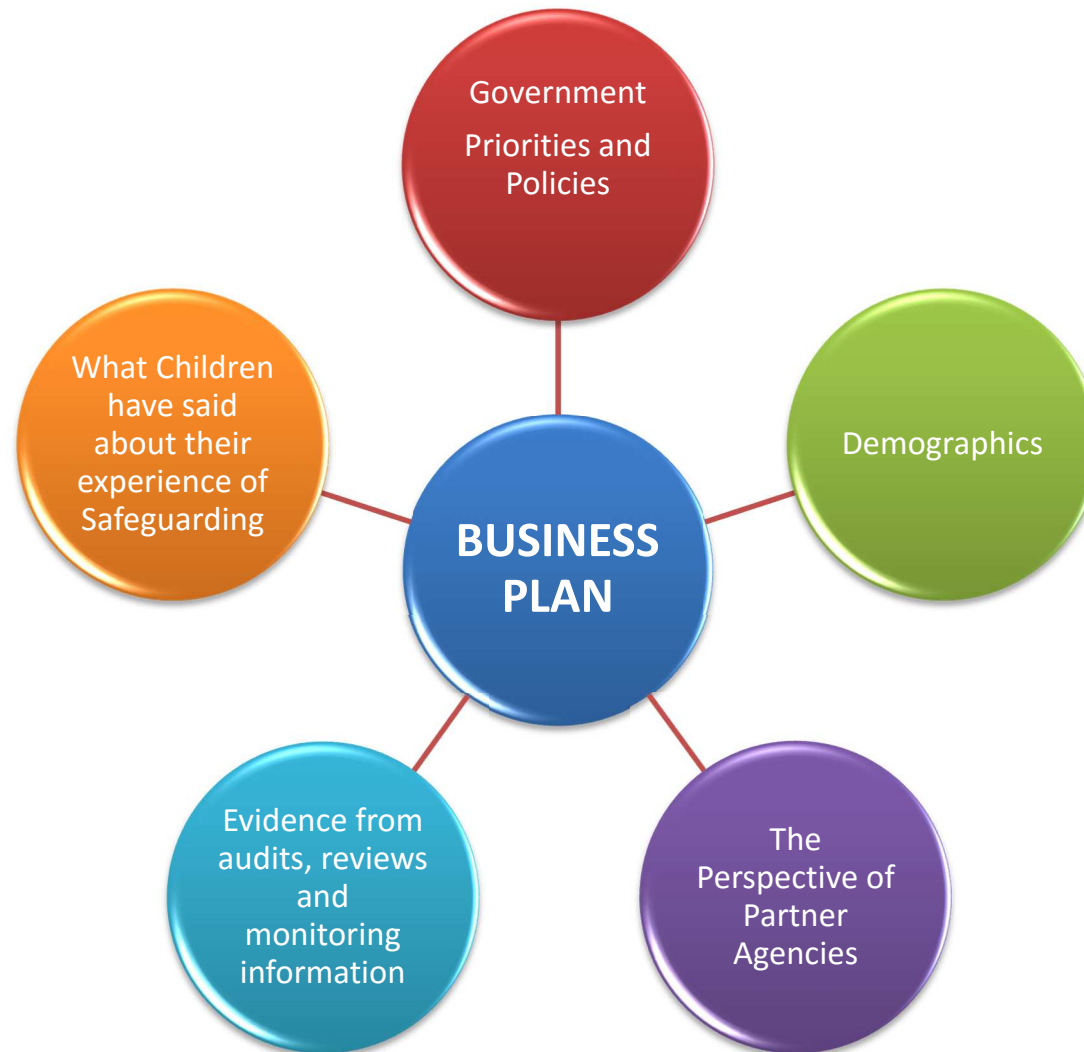 Government
Priorities and
Policies
What Children
have said
about their
experience of
Safeguarding
Demographics
BUSINESS
PLAN
Evidence from
audits, reviews
and
monitoring
information
The
Perspective of
Partner
Agencies